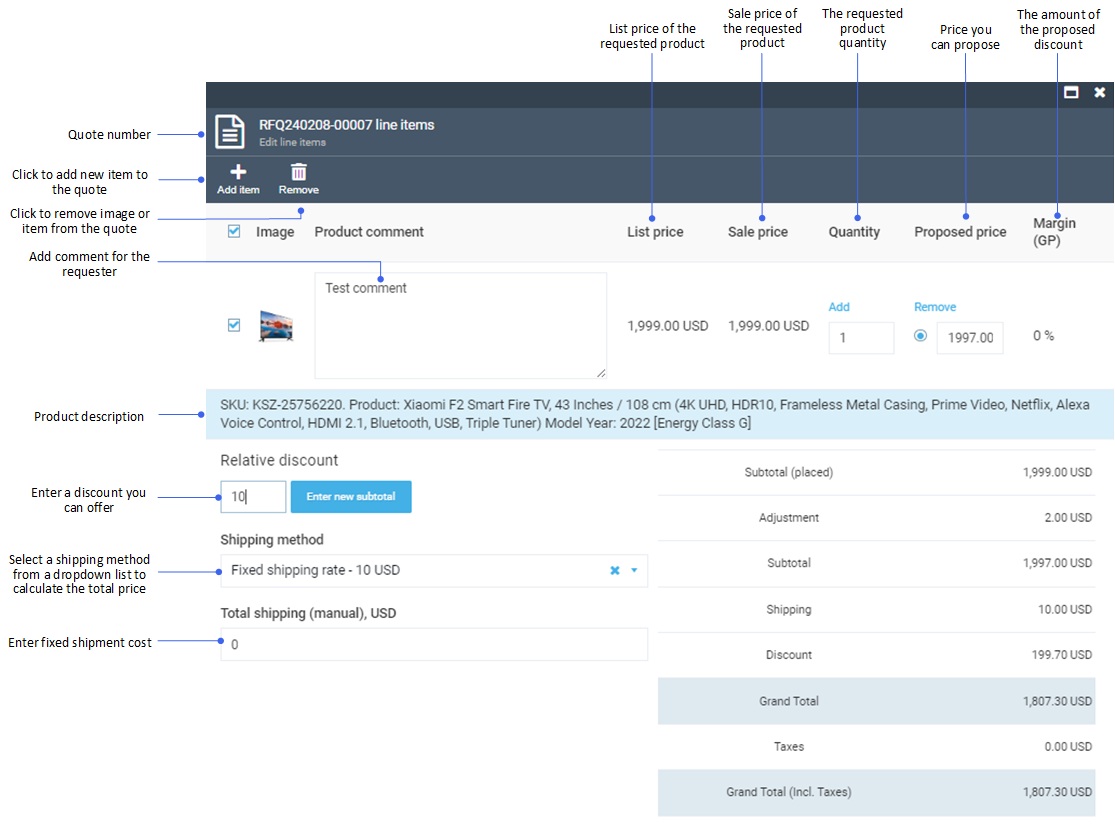 List price of the
requested product
Sale price of
the requested
product
The requested
product
quantity
Price you
can propose
The amount of
the proposed
discount
Quote number
RFQ240208-00007 line items
Edit line items
Click to add new item to
the quote
Add item
Remove
Click to remove image or
item from the quote
Image
Product comment
List price
Sale price
Quantity
Proposed price
Margin
(GP)
Add comment for the
requester
Test comment
1,999.00 USD
1,999.00 USD
Add
1
Remove
1997.00
0 %
Product description
SKU: KSZ-25756220. Product: Xiaomi F2 Smart Fire TV, 43 Inches / 108 cm (4K UHD, HDR10, Frameless Metal Casing, Prime Video, Netflix, Alexa
Voice Control, HDMI 2.1, Bluetooth, USB, Triple Tuner) Model Year: 2022 [Energy Class G]
Relative discount
Enter a discount you
can offer
10
Enter new subtotal
Shipping method
Select a shipping method
from a dropdown list to
calculate the total price
Fixed shipping rate - 10 USD
Total shipping (manual), USD
Enter fixed shipment cost
0
Subtotal (placed) 1,999.00 USD
Adjustment 2.00 USD
Subtotal 1,997.00 USD
Shipping 10.00 USD
Discount 199.70 USD
Grand Total 1,807.30 USD
Taxes 0.00 USD
Grand Total (Incl. Taxes) 1,807.30 USD